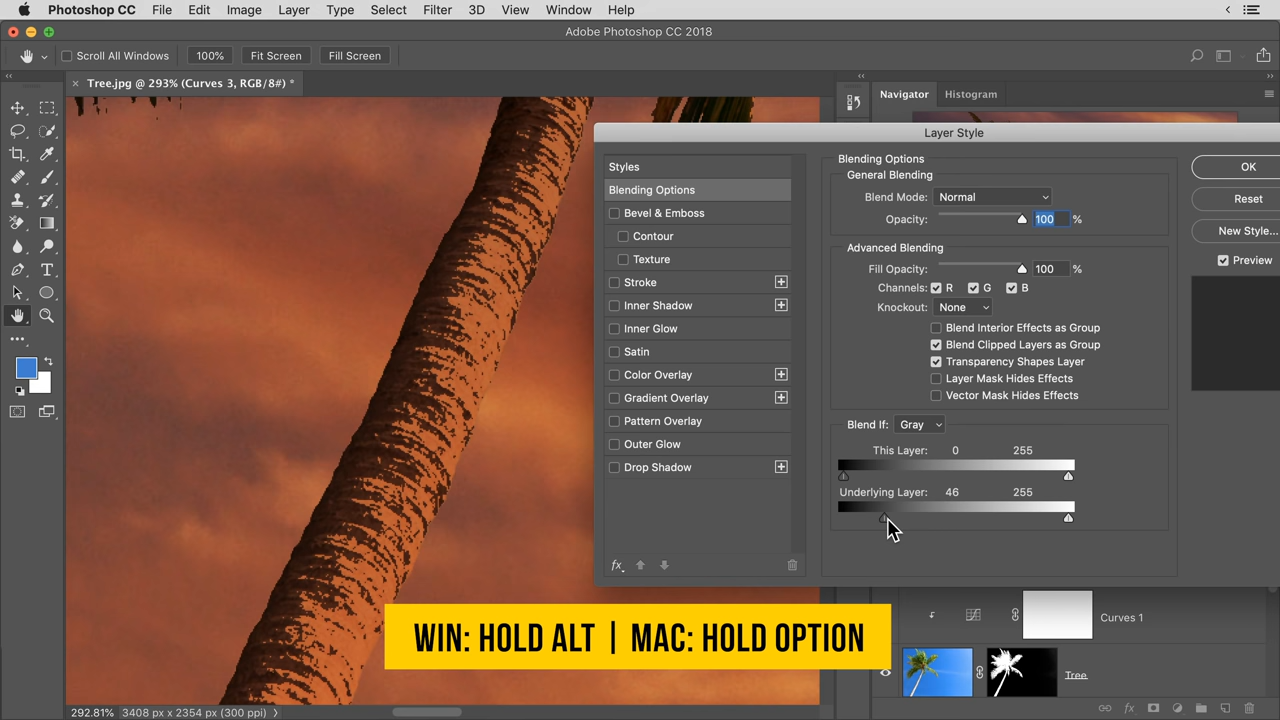 Photoshop CC File Edit Image Layer Type Select Filter 3D View Window Help
Adobe Photoshop CC 2018
Scroll All Windows 100% Fit Screen Fill Screen
Tree.jpg @ 293% (Curves 3, RGB/8#) *
Navigator Histogram
Layer Style
Styles
Blending Options
Bevel & Emboss
Contour
Texture
Stroke
Inner Shadow
Inner Glow
Satin
Color Overlay
Gradient Overlay
Pattern Overlay
Outer Glow
Drop Shadow
fx
Blending Options
General Blending
Blend Mode: Normal
Opacity: 100 %
Advanced Blending
Fill Opacity: 100 %
Channels: R G B
Knockout: None
Blend Interior Effects as Group
Blend Clipped Layers as Group
Transparency Shapes Layer
Layer Mask Hides Effects
Vector Mask Hides Effects
Blend If: Gray
This Layer: 0 255
Underlying Layer: 46 255
OK
Reset
New Style...
Preview
WIN: HOLD ALT | MAC: HOLD OPTION
Curves 1
Tree
fx
292.81% 3408 px x 2354 px (300 ppi)